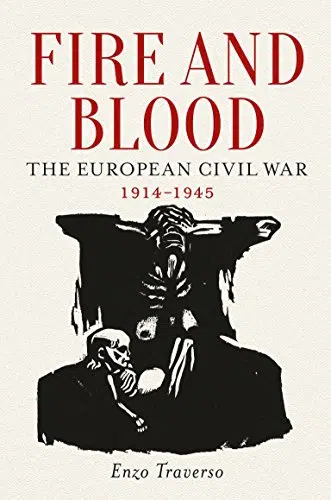 FIRE AND
BLOOD
THE EUROPEAN CIVIL WAR
1914–1945
Enzo Traverso